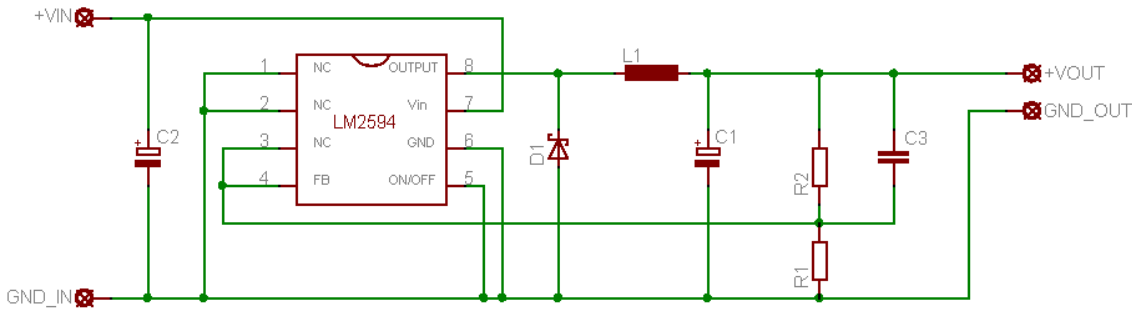 +VIN
L1
1 NC OUTPUT 8
+VOUT
2 NC Vin 7
GND_OUT
LM2594
C2
3 NC GND 6
D1
C1
C3
4 FB ON/OFF 5
R2
R1
GND_IN
+
+